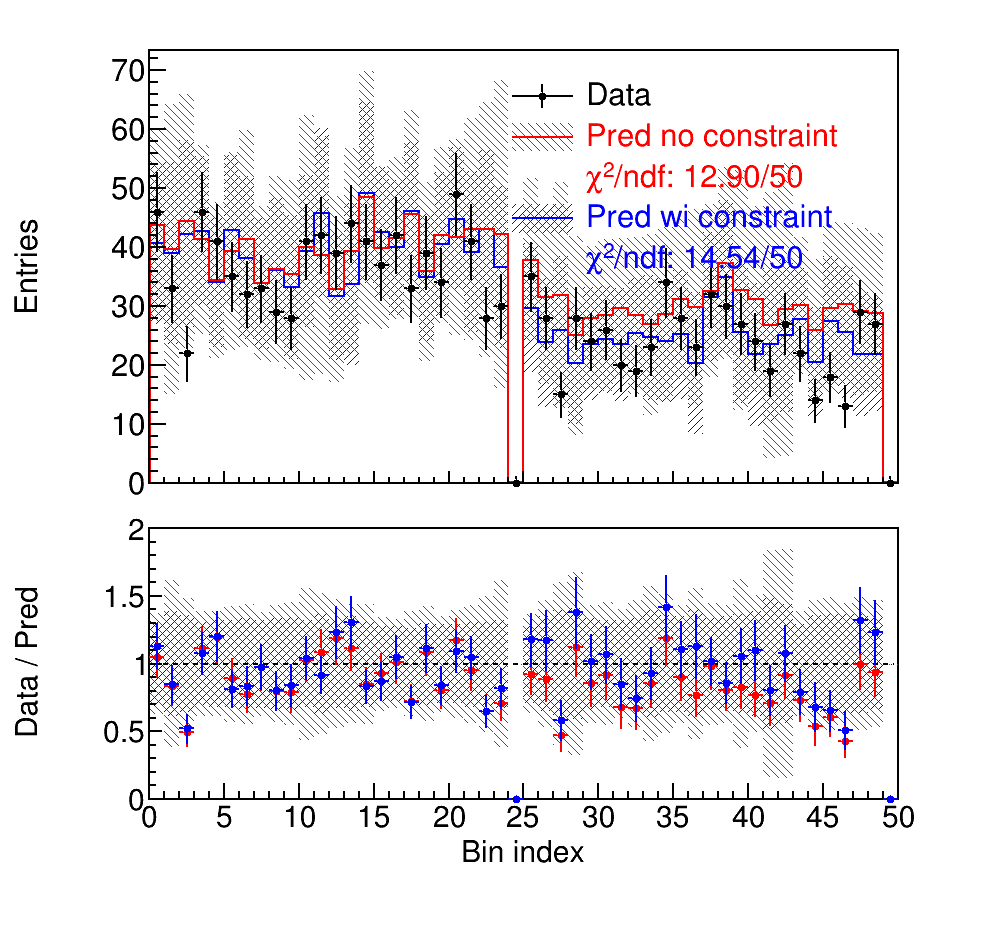 70
60
50
40
30
20
10
0
Entries
Data
Pred no constraint
χ²/ndf: 12.90/50
Pred wi constraint
χ²/ndf: 14.54/50
2
1.5
1
0.5
0
Data / Pred
0 5 10 15 20 25 30 35 40 45 50
Bin index